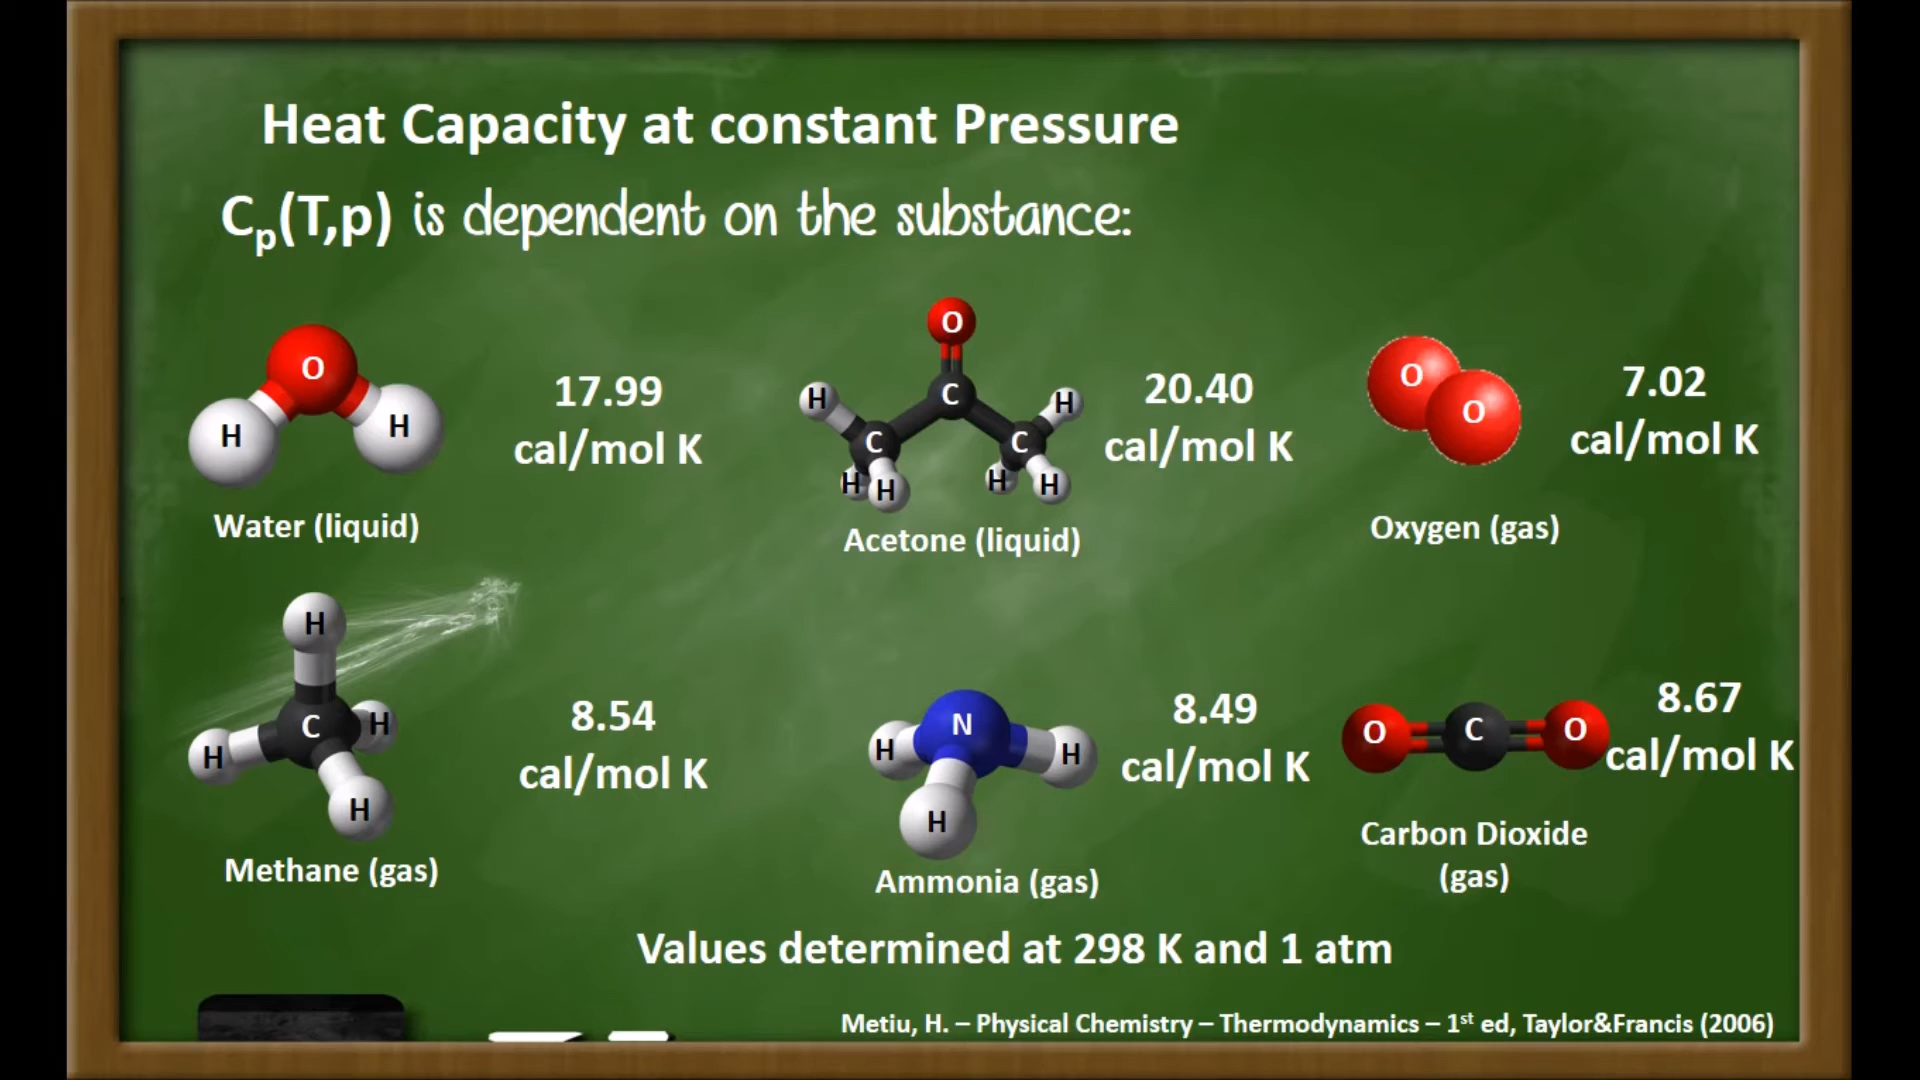 Heat Capacity at constant Pressure
Cp(T,p) is dependent on the substance:
O
H
H
17.99
cal/mol K
Water (liquid)
O
C
H
H
C
C
H
H
H
H
20.40
cal/mol K
Acetone (liquid)
O
O
7.02
cal/mol K
Oxygen (gas)
H
C
H
H
H
8.54
cal/mol K
Methane (gas)
N
H
H
H
8.49
cal/mol K
Ammonia (gas)
O
C
O
8.67
cal/mol K
Carbon Dioxide
(gas)
Values determined at 298 K and 1 atm
Metiu, H. – Physical Chemistry – Thermodynamics – 1st ed, Taylor&Francis (2006)